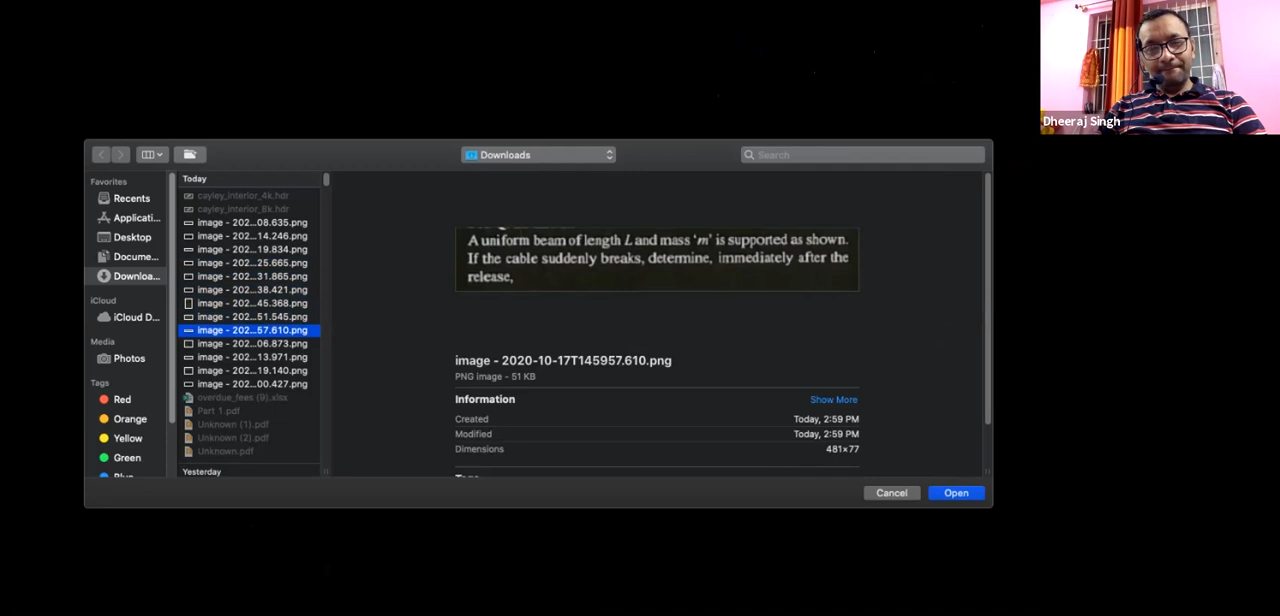 Dheeraj Singh
Downloads
Search
Favorites
Recents
Applicati...
Desktop
Docume...
Downloa...
iCloud
iCloud D...
Media
Photos
Tags
Red
Orange
Yellow
Green
Blue
Today
cayley_interior_4k.hdr
cayley_interior_8k.hdr
image - 202...08.635.png
image - 202...14.246.png
image - 202...19.834.png
image - 202...25.665.png
image - 202...31.865.png
image - 202...38.421.png
image - 202...45.368.png
image - 202...51.545.png
image - 202...57.610.png
image - 202...06.873.png
image - 202...13.971.png
image - 202...19.140.png
image - 202...00.427.png
overdue_fees (9).xlsx
Part 1.pdf
Unknown (1).pdf
Unknown (2).pdf
Unknown.pdf
Yesterday
A uniform beam of length L and mass ‘m’ is supported as shown.
If the cable suddenly breaks, determine, immediately after the
release,
image - 2020-10-17T145957.610.png
PNG image - 51 KB
Information Show More
Created Today, 2:59 PM
Modified Today, 2:59 PM
Dimensions 481×77
Cancel Open